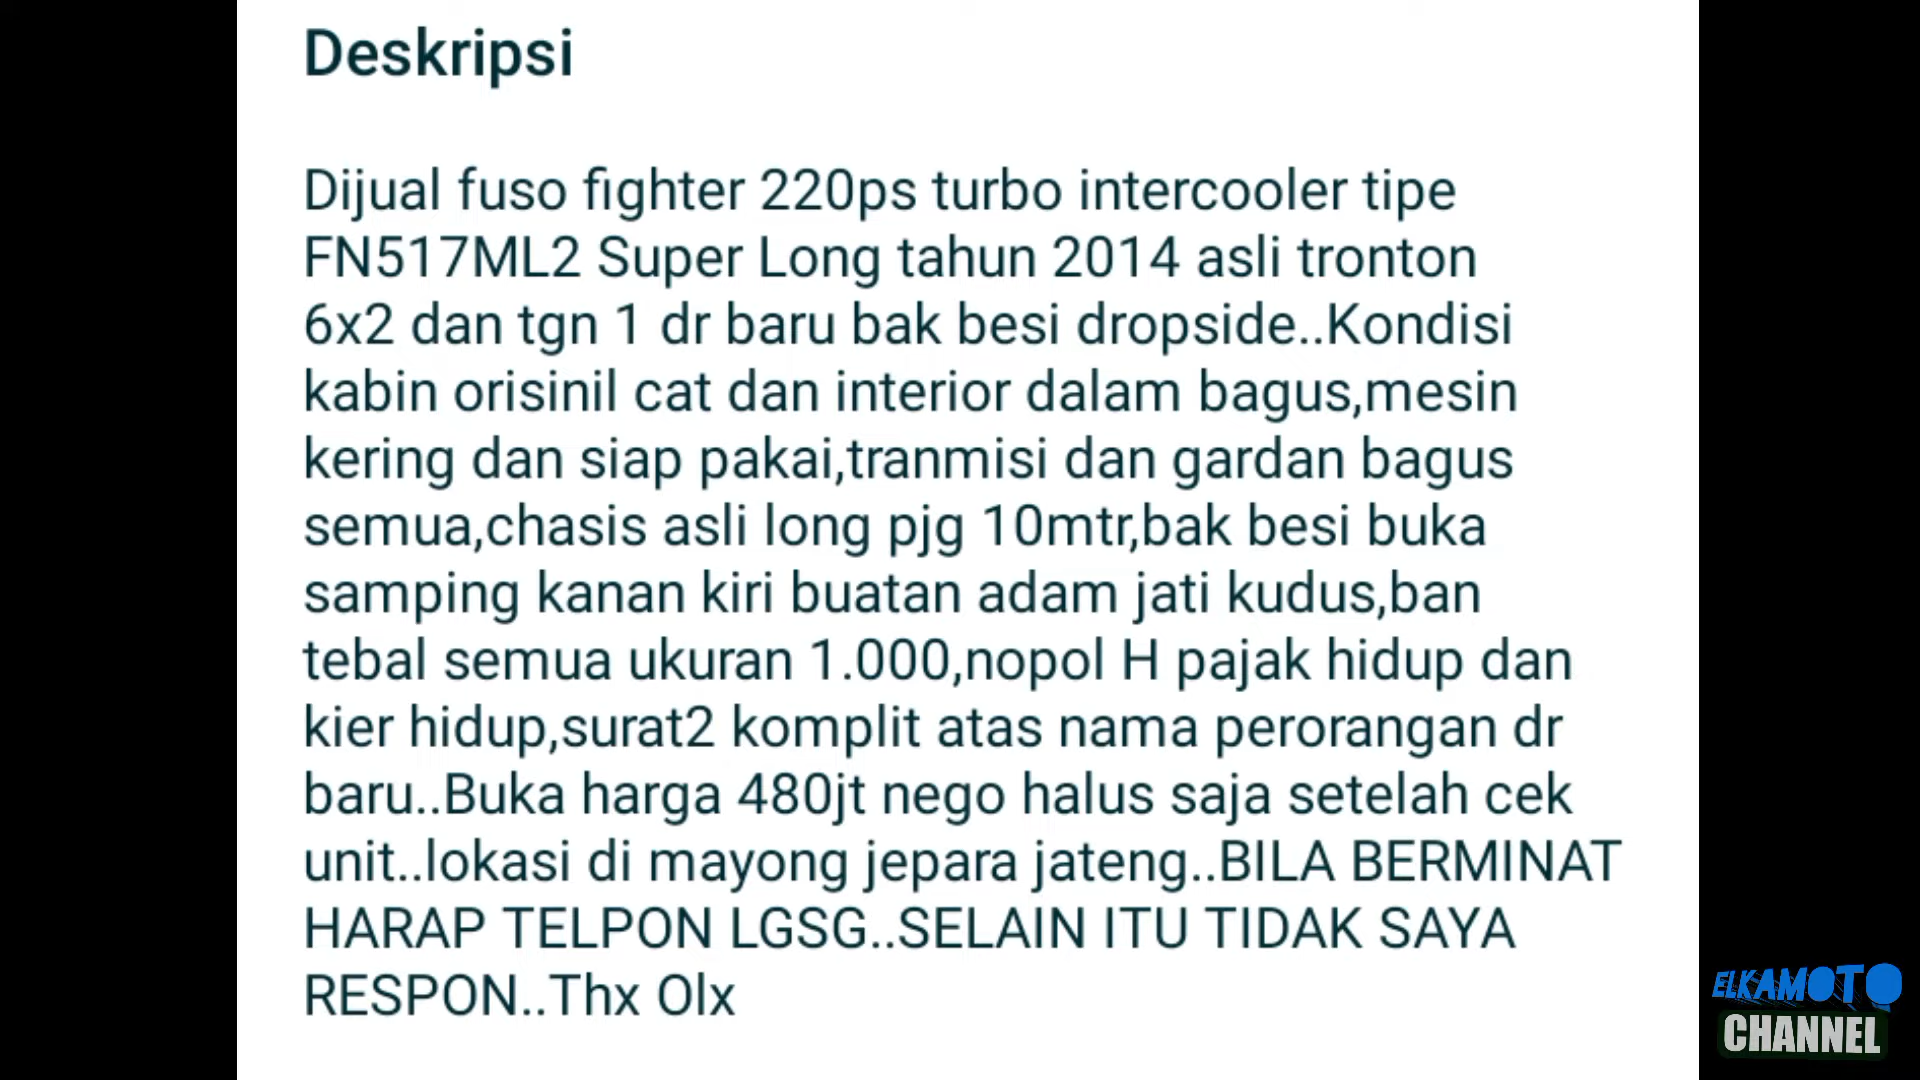 Deskripsi
Dijual fuso fighter 220ps turbo intercooler tipe
FN517ML2 Super Long tahun 2014 asli tronton
6x2 dan tgn 1 dr baru bak besi dropside..Kondisi
kabin orisinil cat dan interior dalam bagus,mesin
kering dan siap pakai,tranmisi dan gardan bagus
semua,chasis asli long pjg 10mtr,bak besi buka
samping kanan kiri buatan adam jati kudus,ban
tebal semua ukuran 1.000,nopol H pajak hidup dan
kier hidup,surat2 komplit atas nama perorangan dr
baru..Buka harga 480jt nego halus saja setelah cek
unit..lokasi di mayong jepara jateng..BILA BERMINAT
HARAP TELPON LGSG..SELAIN ITU TIDAK SAYA
RESPON..Thx Olx
ELKAMOTO
CHANNEL